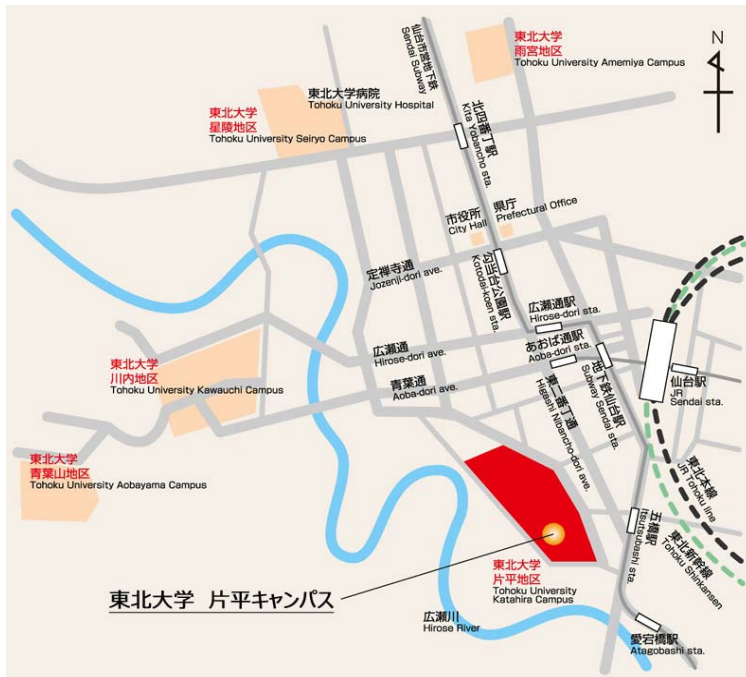 仙台市営地下鉄
Sendai Subway
東北大学
雨宮地区
Tohoku University Amemiya Campus
N
東北大学病院
Tohoku University Hospital
東北大学
星陵地区
Tohoku University Seiryo Campus
北四番丁駅
Kita Yobancho sta.
市役所
City Hall
県庁
Prefectural Office
定禅寺通
Jozenji-dori ave.
勾当台公園駅
Kotodai-koen sta.
広瀬通駅
Hirose-dori sta.
広瀬通
Hirose-dori ave.
あおば通駅
Aoba-dori sta.
東北大学
川内地区
Tohoku University Kawauchi Campus
青葉通
Aoba-dori ave.
地下鉄仙台駅
Subway Sendai sta.
仙台駅
JR
Sendai sta.
東二番丁通
Higashi Nibancho-dori ave.
東北大学
青葉山地区
Tohoku University Aobayama Campus
東北本線
JR Tohoku line
五橋駅
Itsutsubashi sta.
東北新幹線
Tohoku Shinkansen
東北大学
片平地区
Tohoku University
Katahira Campus
東北大学 片平キャンパス
広瀬川
Hirose River
愛宕橋駅
Atagobashi sta.